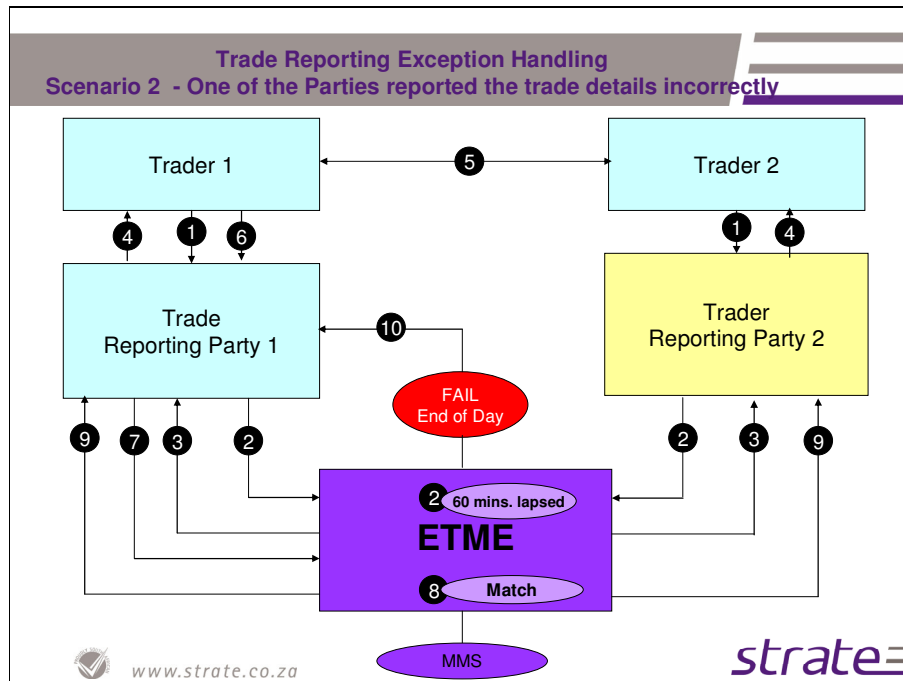 Trade Reporting Exception Handling
Scenario 2 - One of the Parties reported the trade details incorrectly
Trader 1
5
Trader 2
4
1
6
1
4
Trade
Reporting Party 1
10
Trader
Reporting Party 2
FAIL
End of Day
9
7
3
2
2
3
9
2
60 mins. lapsed
ETME
8
Match
MMS
www.strate.co.za
strate